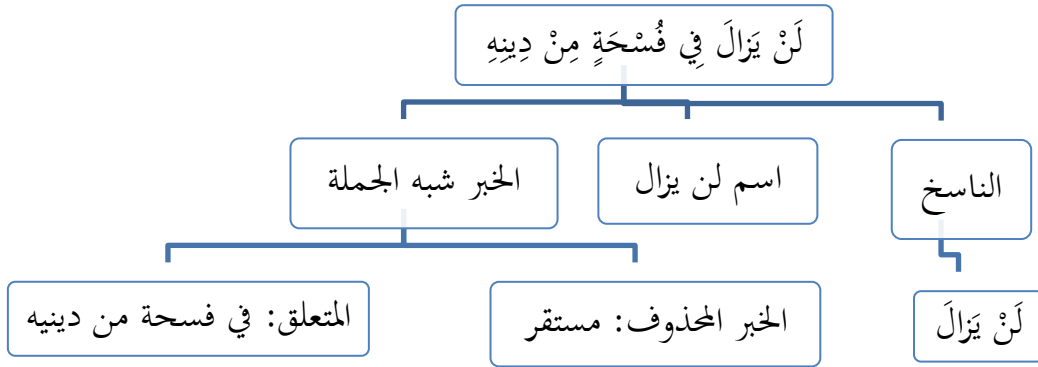 لَنْ يَزالَ فِي فُسْحَةٍ مِنْ دِينِهِ
الناسخ
اسم لن يزال
الخبر شبه الجملة
لَنْ يَزالَ
الخبر المحذوف: مستقر
المتعلق: في فسحة من دينيه